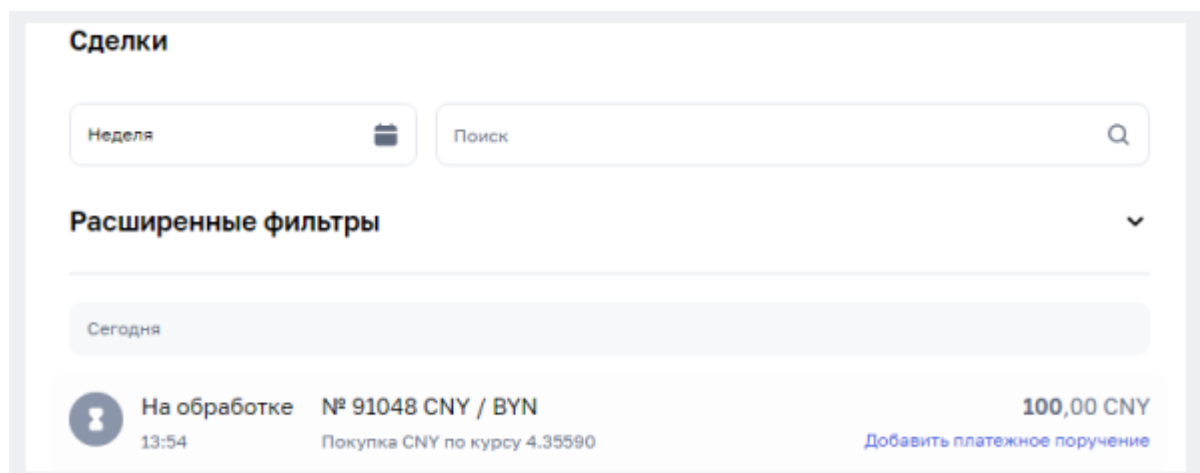 Сделки
Неделя
Поиск
Расширенные фильтры
Сегодня
На обработке № 91048 CNY / BYN 100,00 CNY
13:54 Покупка CNY по курсу 4.35590 Добавить платежное поручение